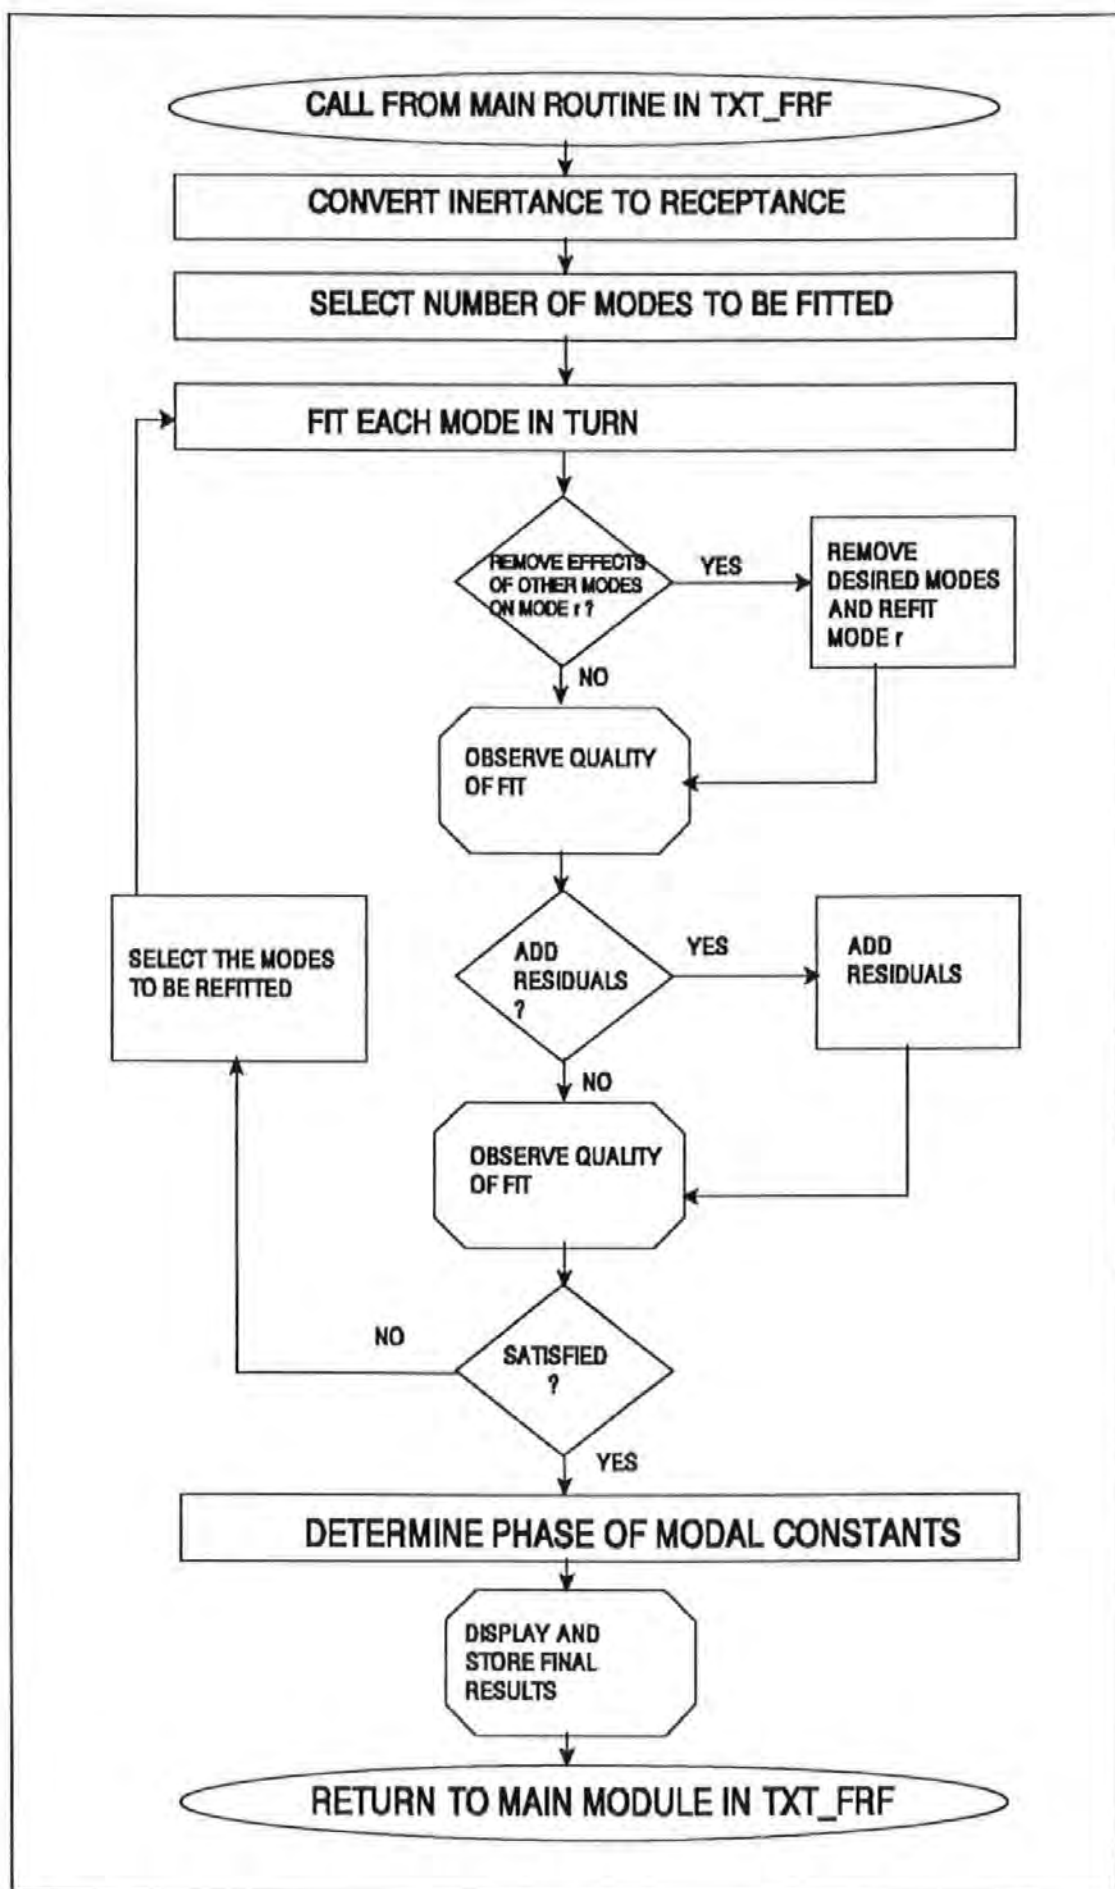 CALL FROM MAIN ROUTINE IN TXT_FRF
CONVERT INERTANCE TO RECEPTANCE
SELECT NUMBER OF MODES TO BE FITTED
FIT EACH MODE IN TURN
REMOVE EFFECTS
OF OTHER MODES
ON MODE r ?
YES
REMOVE
DESIRED MODES
AND REFIT
MODE r
NO
OBSERVE QUALITY
OF FIT
SELECT THE MODES
TO BE REFITTED
ADD
RESIDUALS
?
YES
ADD
RESIDUALS
NO
OBSERVE QUALITY
OF FIT
NO
SATISFIED
?
YES
DETERMINE PHASE OF MODAL CONSTANTS
DISPLAY AND
STORE FINAL
RESULTS
RETURN TO MAIN MODULE IN TXT_FRF